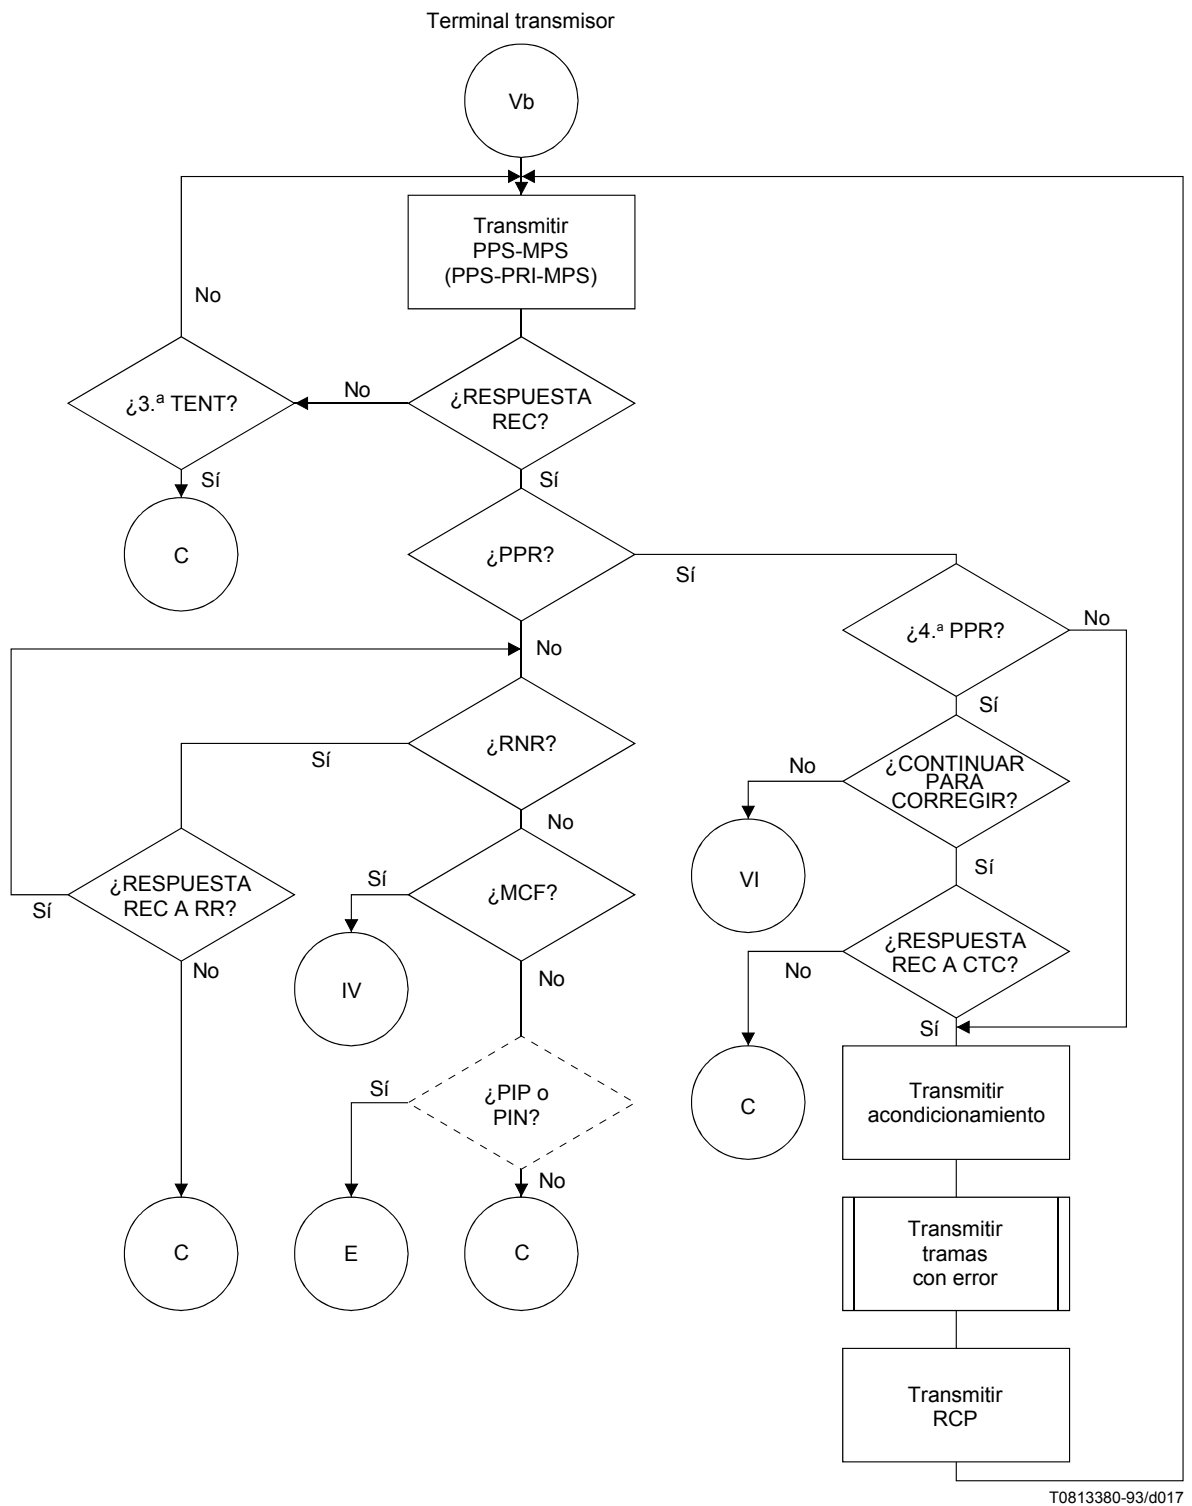 Terminal transmisor
Vb
Transmitir
PPS-MPS
(PPS-PRI-MPS)
No
¿3.ª TENT?
No
¿RESPUESTA
REC?
Sí
Sí
C
¿PPR?
Sí
¿4.ª PPR?
No
No
Sí
¿RNR?
Sí
No
¿CONTINUAR
PARA
CORREGIR?
No
VI
Sí
¿RESPUESTA
REC A RR?
Sí
No
Sí
¿MCF?
IV
No
¿RESPUESTA
REC A CTC?
No
Sí
C
¿PIP o
PIN?
Sí
No
Transmitir
acondicionamiento
C
E
C
Transmitir
tramas
con error
Transmitir
RCP
T0813380-93/d017